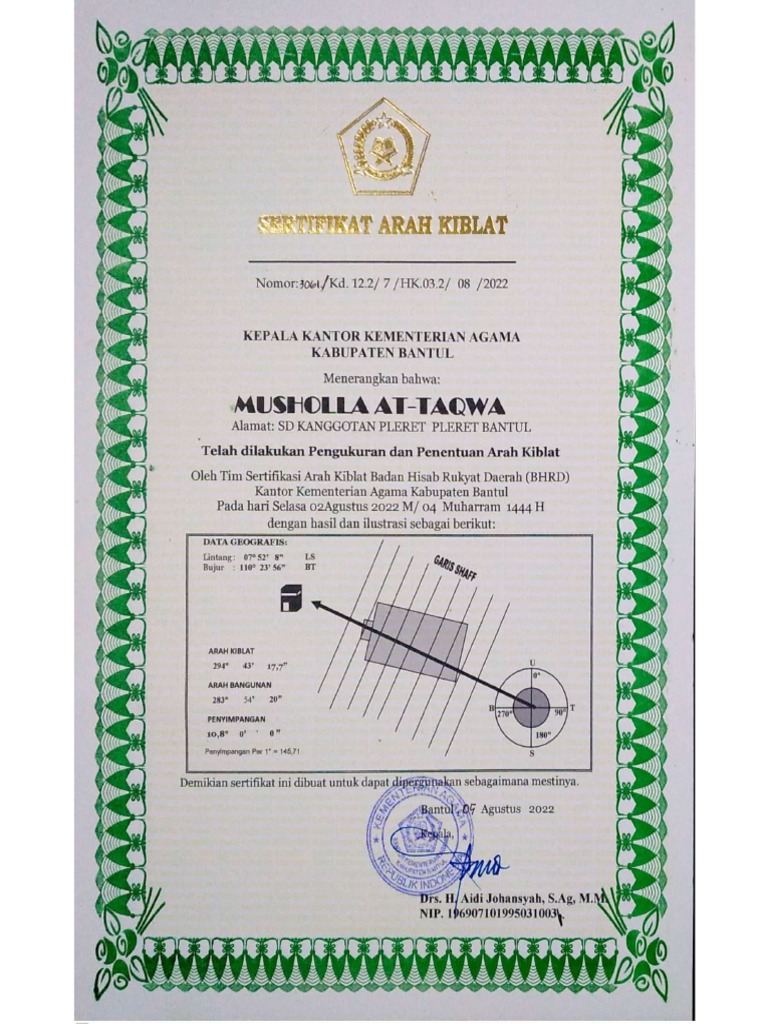 SERTIFIKAT ARAH KIBLAT
Nomor:3061/Kd. 12.2/ 7 /HK.03.2/ 08 /2022
KEPALA KANTOR KEMENTERIAN AGAMA
KABUPATEN BANTUL
Menerangkan bahwa:
MUSHOLLA AT-TAQWA
Alamat: SD KANGGOTAN PLERET PLERET BANTUL
Telah dilakukan Pengukuran dan Penentuan Arah Kiblat
Oleh Tim Sertifikasi Arah Kiblat Badan Hisab Rukyat Daerah (BHRD)
Kantor Kementerian Agama Kabupaten Bantul
Pada hari Selasa 02Agustus 2022 M/ 04 Muharram 1444 H
dengan hasil dan ilustrasi sebagai berikut:
DATA GEOGRAFIS:
Lintang: 07° 52' 8" LS
Bujur : 110° 23' 56" BT
GARIS SHAFF
ARAH KIBLAT
294° 43' 17,7"
ARAH BANGUNAN
283° 54' 20"
PENYIMPANGAN
10,8° 0' ' 0"
Penyimpangan Per 1° = 145,71
U
0°
B 270° 90° T
180°
S
Demikian sertifikat ini dibuat untuk dapat dipergunakan sebagaimana mestinya.
Bantul, Agustus 2022
Kepala,
KEMENTERIAN AGAMA
REPUBLIK INDONESIA
KANTOR KEMENTERIAN
KABUPATEN BANTUL
Drs. H. Aidi Johansyah, S.Ag, M.M.
NIP. 196907101995031003